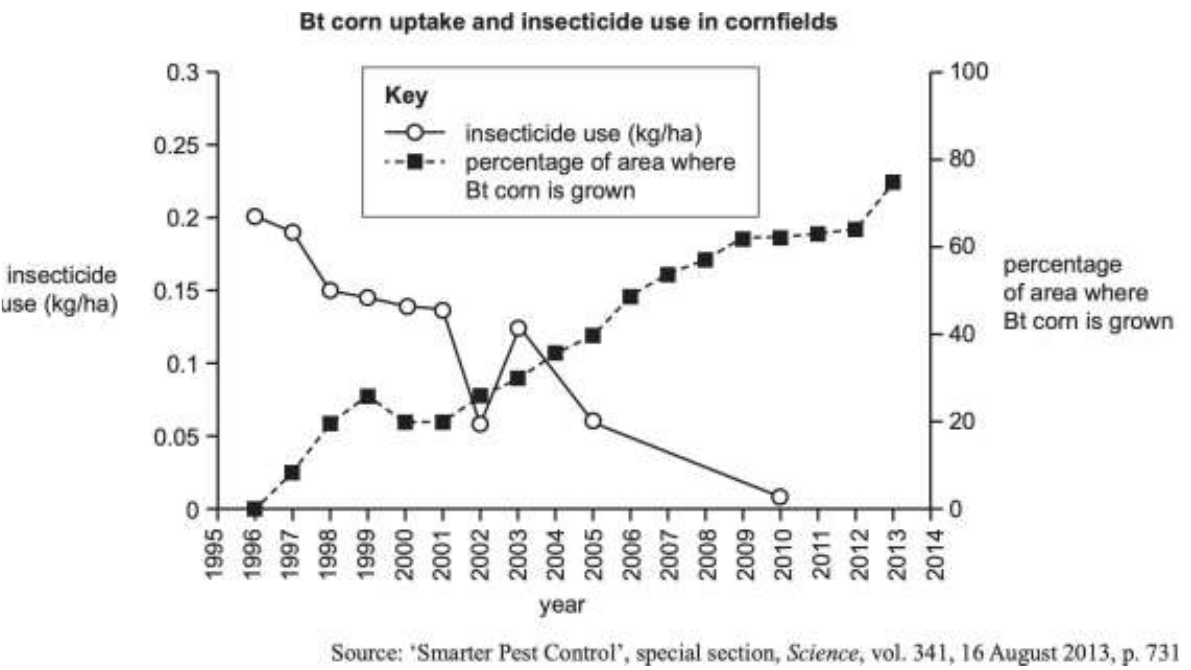 Bt corn uptake and insecticide use in cornfields
Key
insecticide use (kg/ha)
percentage of area where
Bt corn is grown
0.3
0.25
0.2
0.15
0.1
0.05
0
insecticide
use (kg/ha)
100
80
60
40
20
0
percentage
of area where
Bt corn is grown
1995
1996
1997
1998
1999
2000
2001
2002
2003
2004
2005
2006
2007
2008
2009
2010
2011
2012
2013
2014
year
Source: ‘Smarter Pest Control’, special section, Science, vol. 341, 16 August 2013, p. 731